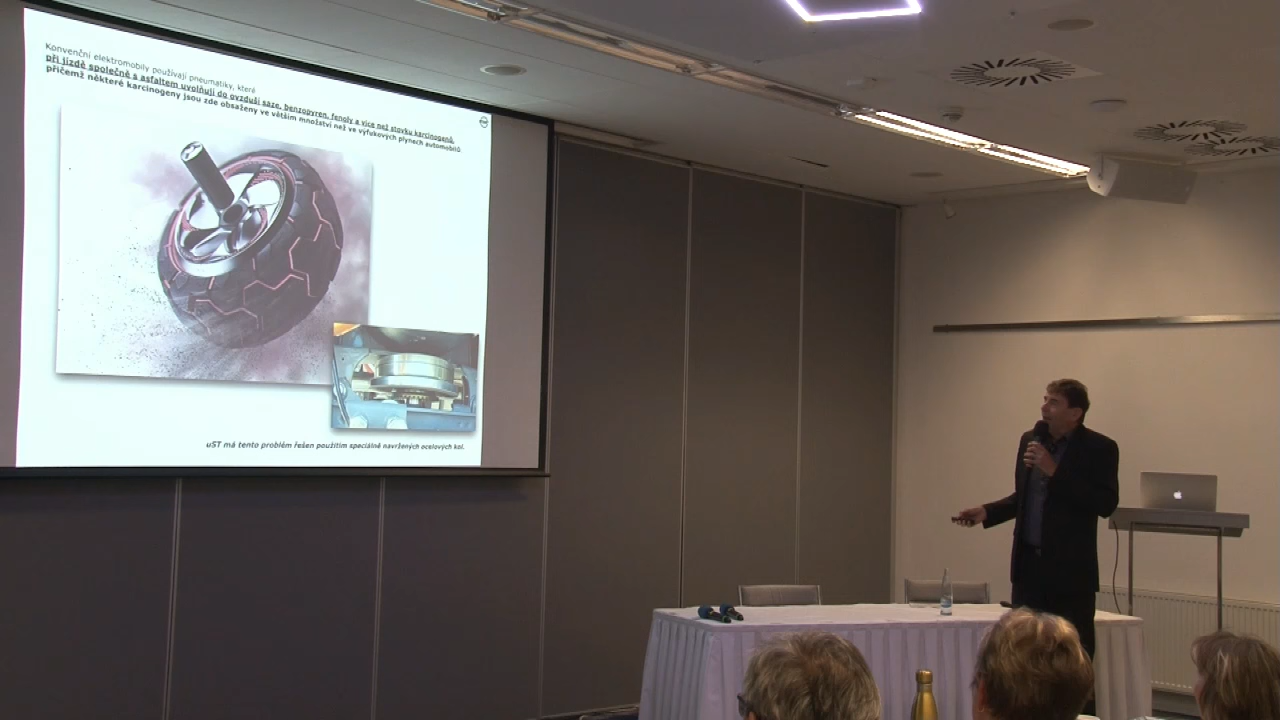 Konvenční elektromobily používají pneumatiky, které
při jízdě společně s asfaltem uvolňují do ovzduší saze, benzopyren, fenoly a více než stovku karcinogenů,
přičemž některé karcinogeny jsou zde obsaženy ve větším množství než ve výfukových plynech automobilů
uST má tento problém řešen použitím speciálně navržených ocelových kol.